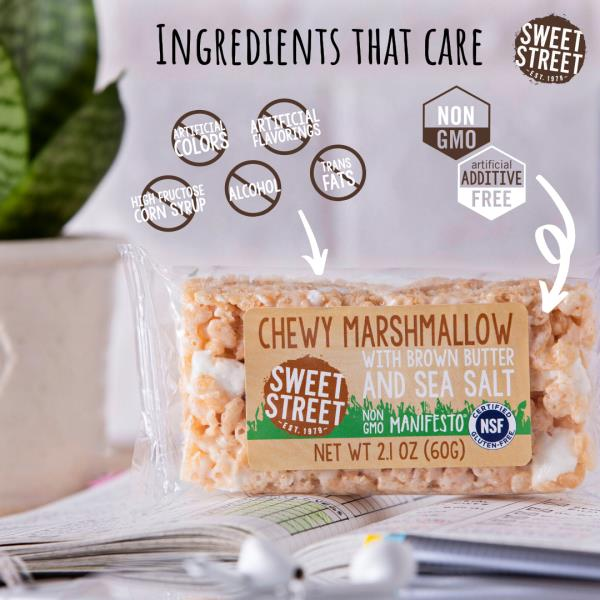 INGREDIENTS THAT CARE
SWEET
STREET
EST. 1979
ARTIFICIAL
COLORS
ARTIFICIAL
FLAVORINGS
HIGH FRUCTOSE
CORN SYRUP
ALCOHOL
TRANS
FATS
NON
GMO
artificial
ADDITIVE
FREE
CHEWY MARSHMALLOW
WITH BROWN BUTTER
AND SEA SALT
SWEET
STREET
EST. 1979
NON
GMO MANIFESTO
CERTIFIED
NSF
GLUTEN-FREE
NET WT 2.1 OZ (60G)